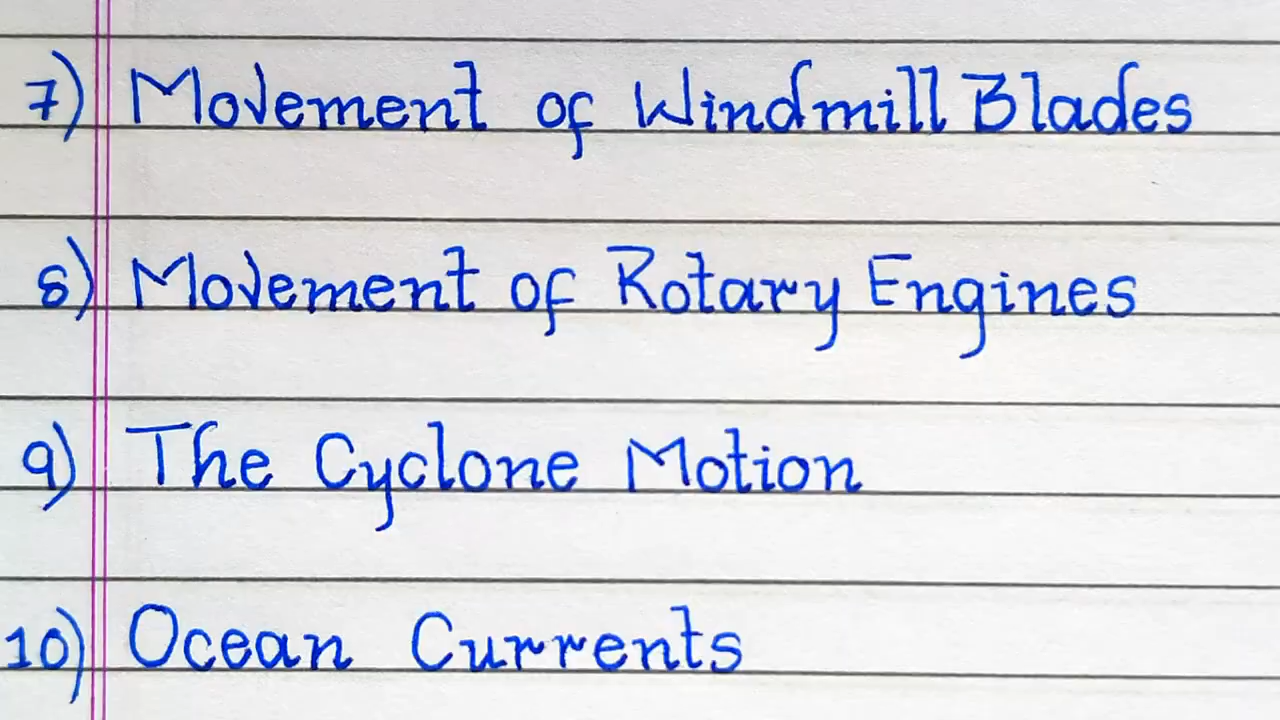 7) Movement of Windmill Blades
8) Movement of Rotary Engines
9) The Cyclone Motion
10) Ocean Currents